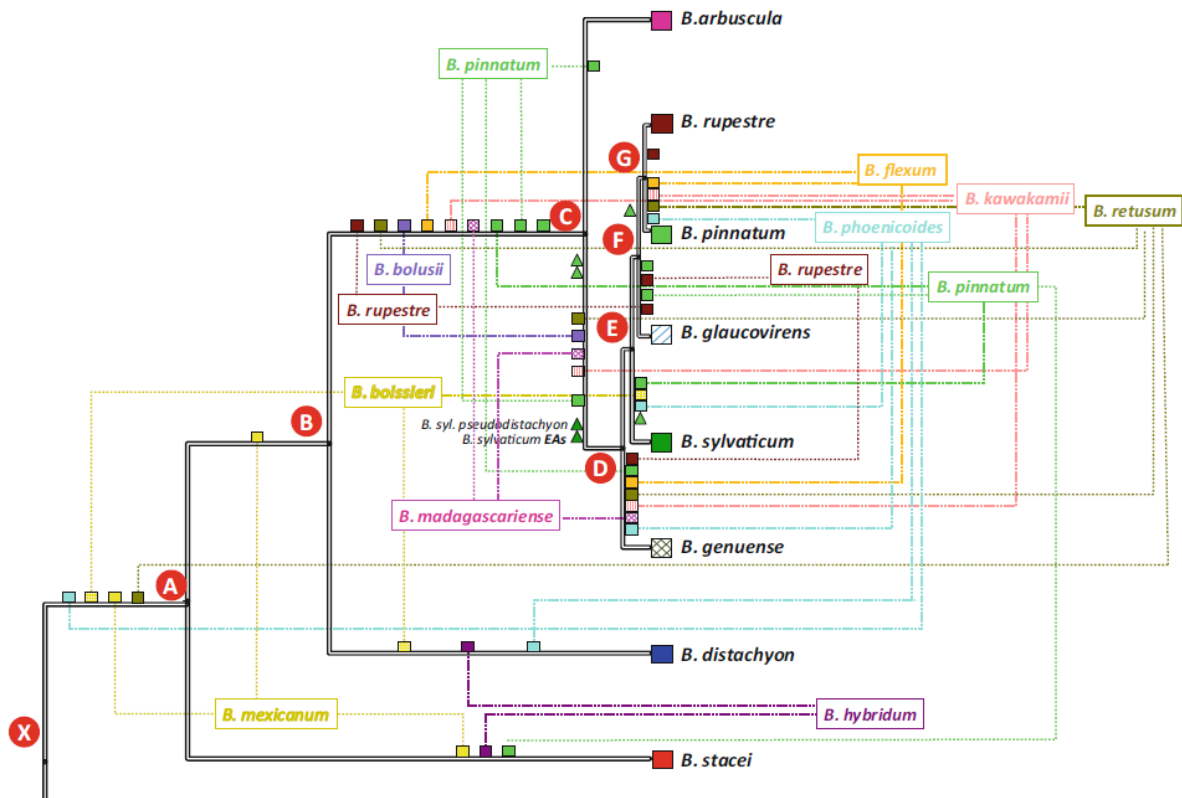 B.arbuscula
B. pinnatum
B. rupestre
G
B. flexum
B. kawakamii
B. retusum
C
B. phoenicoides
F
B. pinnatum
B. bolusii
B. rupestre
B. pinnatum
B. rupestre
E
B. glaucovirens
B. boissieri
B
B. syl. pseudodistachyon
B. sylvaticum EAs
B. sylvaticum
D
B. madagascariense
B. genuense
A
B. distachyon
B. mexicanum
B. hybridum
X
B. stacei